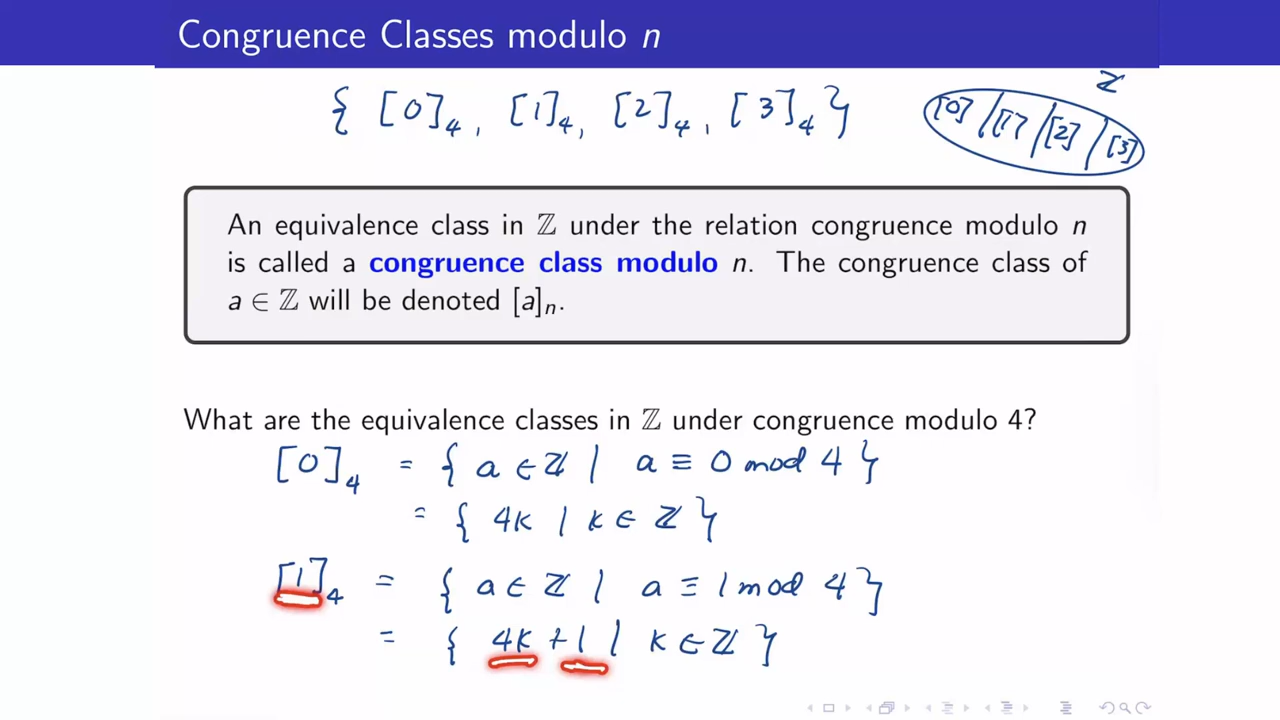 Congruence Classes modulo n
{ [0]₄, [1]₄, [2]₄, [3]₄ }
ℤ
[0] / [1] / [2] / [3]
An equivalence class in ℤ under the relation congruence modulo n
is called a congruence class modulo n. The congruence class of
a ∈ ℤ will be denoted [a]ₙ.
What are the equivalence classes in ℤ under congruence modulo 4?
[0]₄ = { a ∈ ℤ | a ≡ 0 mod 4 }
= { 4k | k ∈ ℤ }
[1]₄ = { a ∈ ℤ | a ≡ 1 mod 4 }
= { 4k + 1 | k ∈ ℤ }